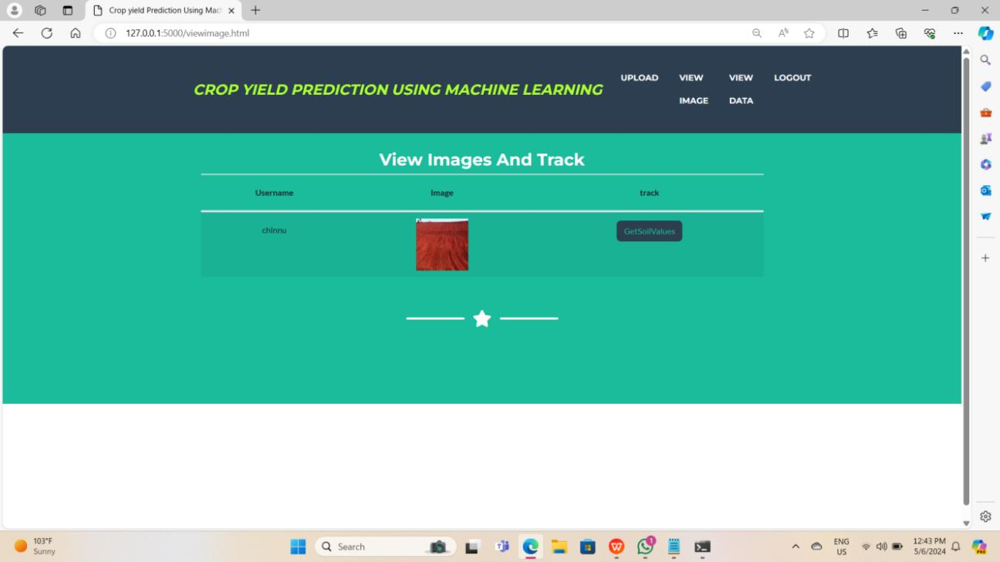 Crop yield Prediction Using Mac
127.0.0.1:5000/viewimage.html
CROP YIELD PREDICTION USING MACHINE LEARNING
UPLOAD
VIEW IMAGE
VIEW DATA
LOGOUT
View Images And Track
Username Image track
chinnu GetSoilValues
103°F
Sunny
Search
1
ENG
US
12:43 PM
5/6/2024
PRE